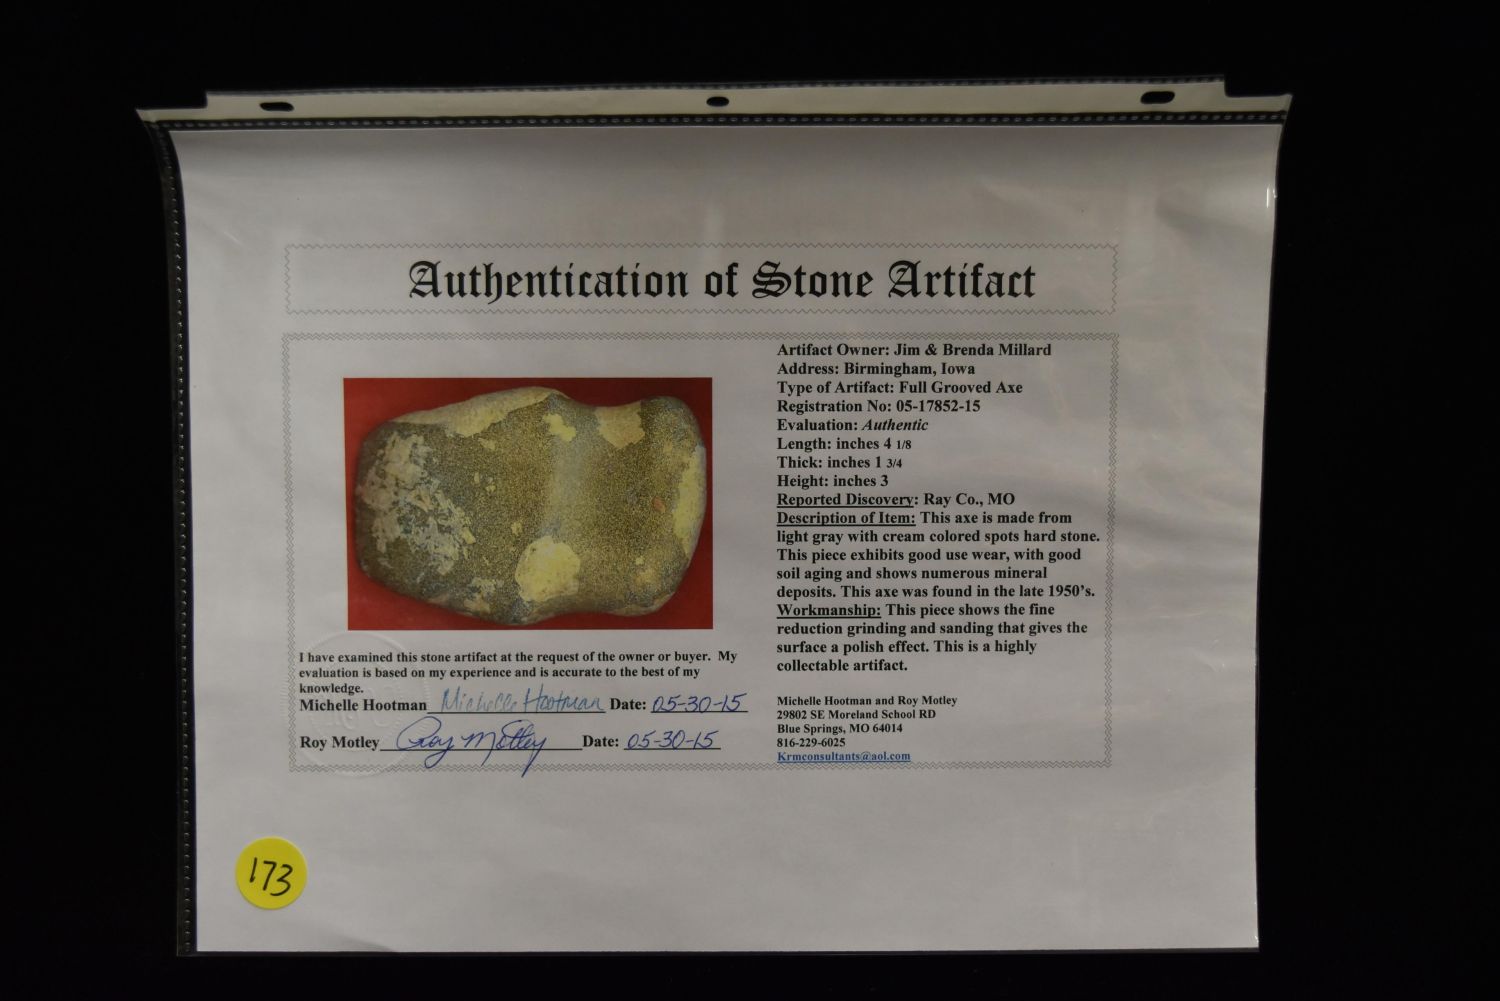 Authentication of Stone Artifact
Artifact Owner: Jim & Brenda Millard
Address: Birmingham, Iowa
Type of Artifact: Full Grooved Axe
Registration No: 05-17852-15
Evaluation: Authentic
Length: inches 4 1/8
Thick: inches 1 3/4
Height: inches 3
Reported Discovery: Ray Co., MO
Description of Item: This axe is made from
light gray with cream colored spots hard stone.
This piece exhibits good use wear, with good
soil aging and shows numerous mineral
deposits. This axe was found in the late 1950's.
Workmanship: This piece shows the fine
reduction grinding and sanding that gives the
surface a polish effect. This is a highly
collectable artifact.
I have examined this stone artifact at the request of the owner or buyer. My
evaluation is based on my experience and is accurate to the best of my
knowledge.
Michelle Hootman Michelle Hootman Date: 05-30-15
Roy Motley Roy Motley Date: 05-30-15
Michelle Hootman and Roy Motley
29802 SE Moreland School RD
Blue Springs, MO 64014
816-229-6025
Krmconsultants@aol.com
173